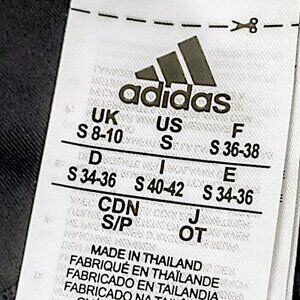 adidas
UK US F
S 8-10 S S 36-38
D I E
S 34-36 S 40-42 S 34-36
CDN J
S/P OT
MADE IN THAILAND
FABRIQUÉ EN THAÏLANDE
FABRICADO EN TAILANDIA
FABRICADO NA